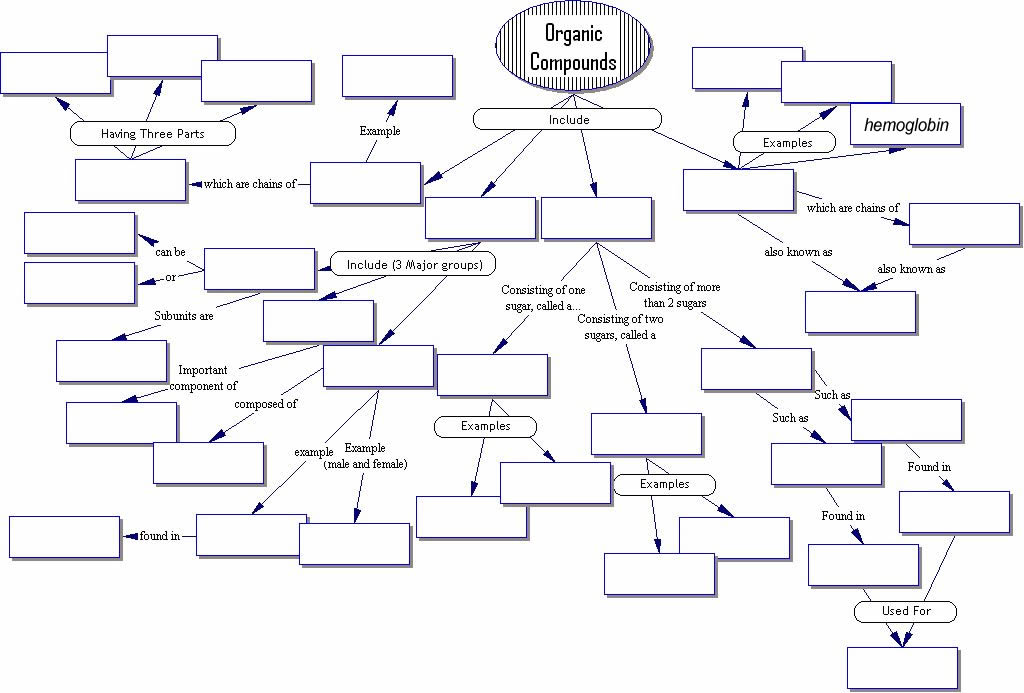 Organic
Compounds
Include
Having Three Parts
Example
hemoglobin
Examples
which are chains of
which are chains of
can be
also known as
Include (3 Major groups)
also known as
or
Consisting of one
sugar, called a...
Consisting of more
than 2 sugars
Subunits are
Consisting of two
sugars, called a
Important
component of
Such as
composed of
Such as
Examples
example
Example
(male and female)
Found in
Examples
Found in
found in
Used For